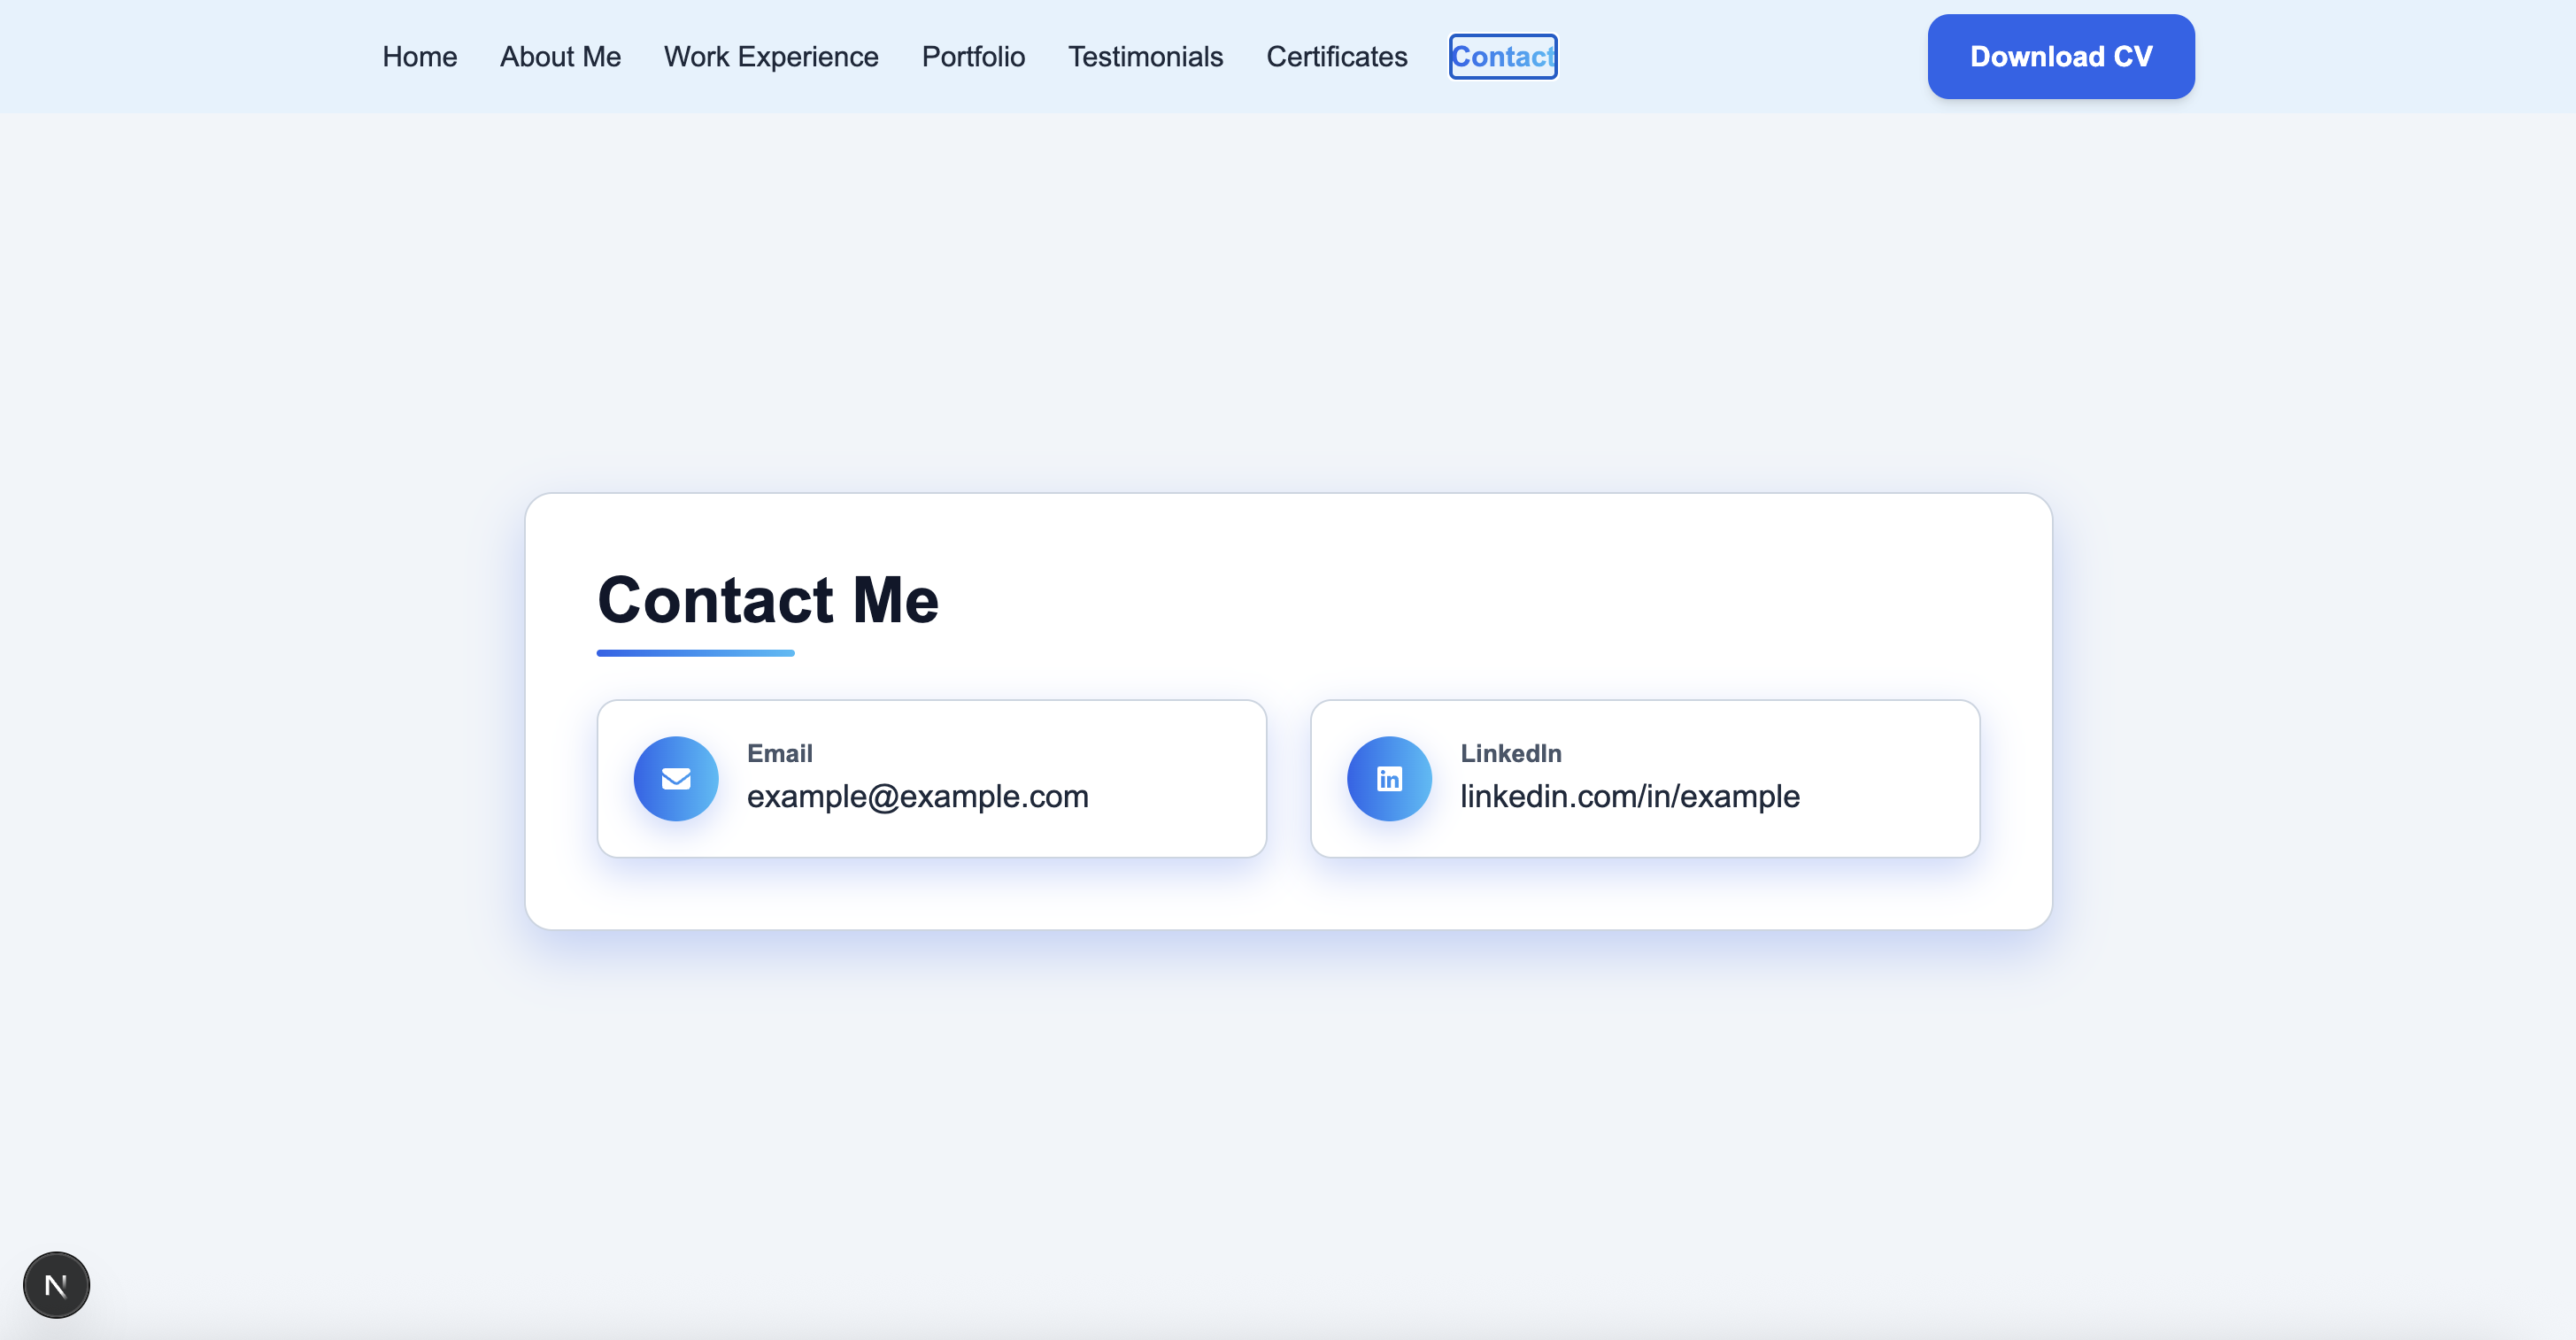 Home About Me Work Experience Portfolio Testimonials Certificates Contact Download CV
Contact Me
Email
example@example.com
LinkedIn
linkedin.com/in/example
N